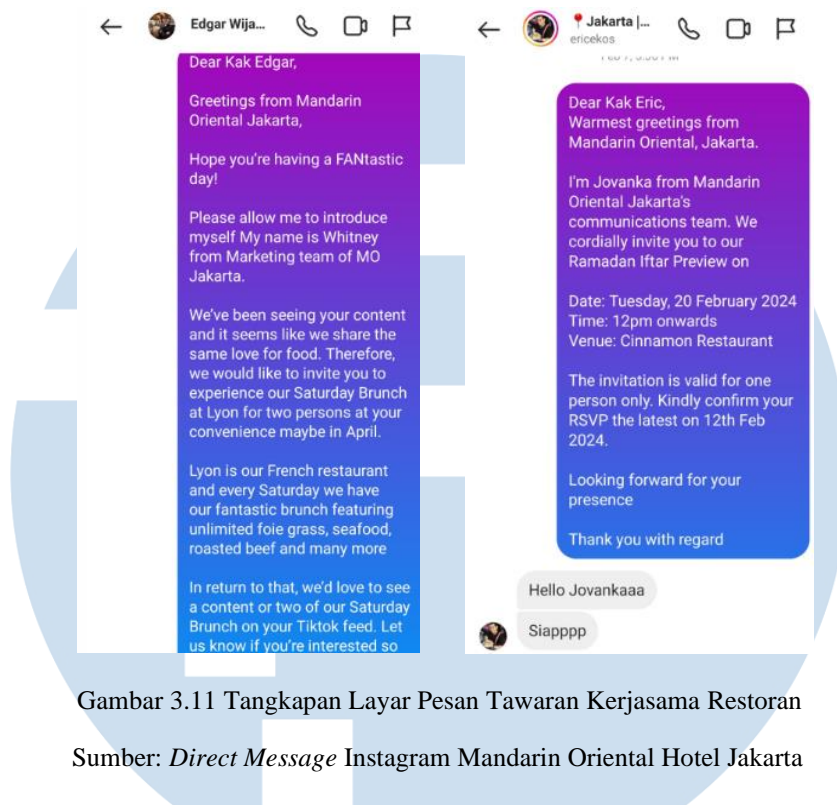 Edgar Wija...
Dear Kak Edgar,
Greetings from Mandarin
Oriental Jakarta,
Hope you're having a FANtastic
day!
Please allow me to introduce
myself My name is Whitney
from Marketing team of MO
Jakarta.
We've been seeing your content
and it seems like we share the
same love for food. Therefore,
we would like to invite you to
experience our Saturday Brunch
at Lyon for two persons at your
convenience maybe in April.
Lyon is our French restaurant
and every Saturday we have
our fantastic brunch featuring
unlimited foie grass, seafood,
roasted beef and many more
In return to that, we'd love to see
a content or two of our Saturday
Brunch on your Tiktok feed. Let
us know if you're interested so
Jakarta |...
ericekos
Dear Kak Eric,
Warmest greetings from
Mandarin Oriental, Jakarta.
I'm Jovanka from Mandarin
Oriental Jakarta's
communications team. We
cordially invite you to our
Ramadan Iftar Preview on
Date: Tuesday, 20 February 2024
Time: 12pm onwards
Venue: Cinnamon Restaurant
The invitation is valid for one
person only. Kindly confirm your
RSVP the latest on 12th Feb
2024.
Looking forward for your
presence
Thank you with regard
Hello Jovankaaa
Siapppp
Gambar 3.11 Tangkapan Layar Pesan Tawaran Kerjasama Restoran
Sumber: Direct Message Instagram Mandarin Oriental Hotel Jakarta